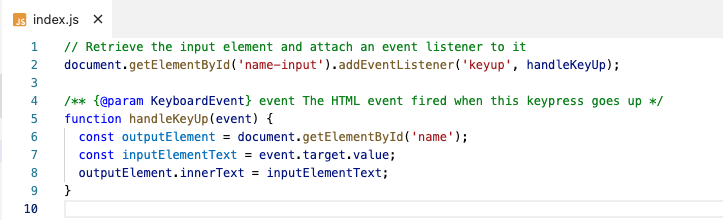 JS index.js ×
1 // Retrieve the input element and attach an event listener to it
2 document.getElementById('name-input').addEventListener('keyup', handleKeyUp);
3
4 /** {@param KeyboardEvent} event The HTML event fired when this keypress goes up */
5 function handleKeyUp(event) {
6   const outputElement = document.getElementById('name');
7   const inputElementText = event.target.value;
8   outputElement.innerText = inputElementText;
9 }
10